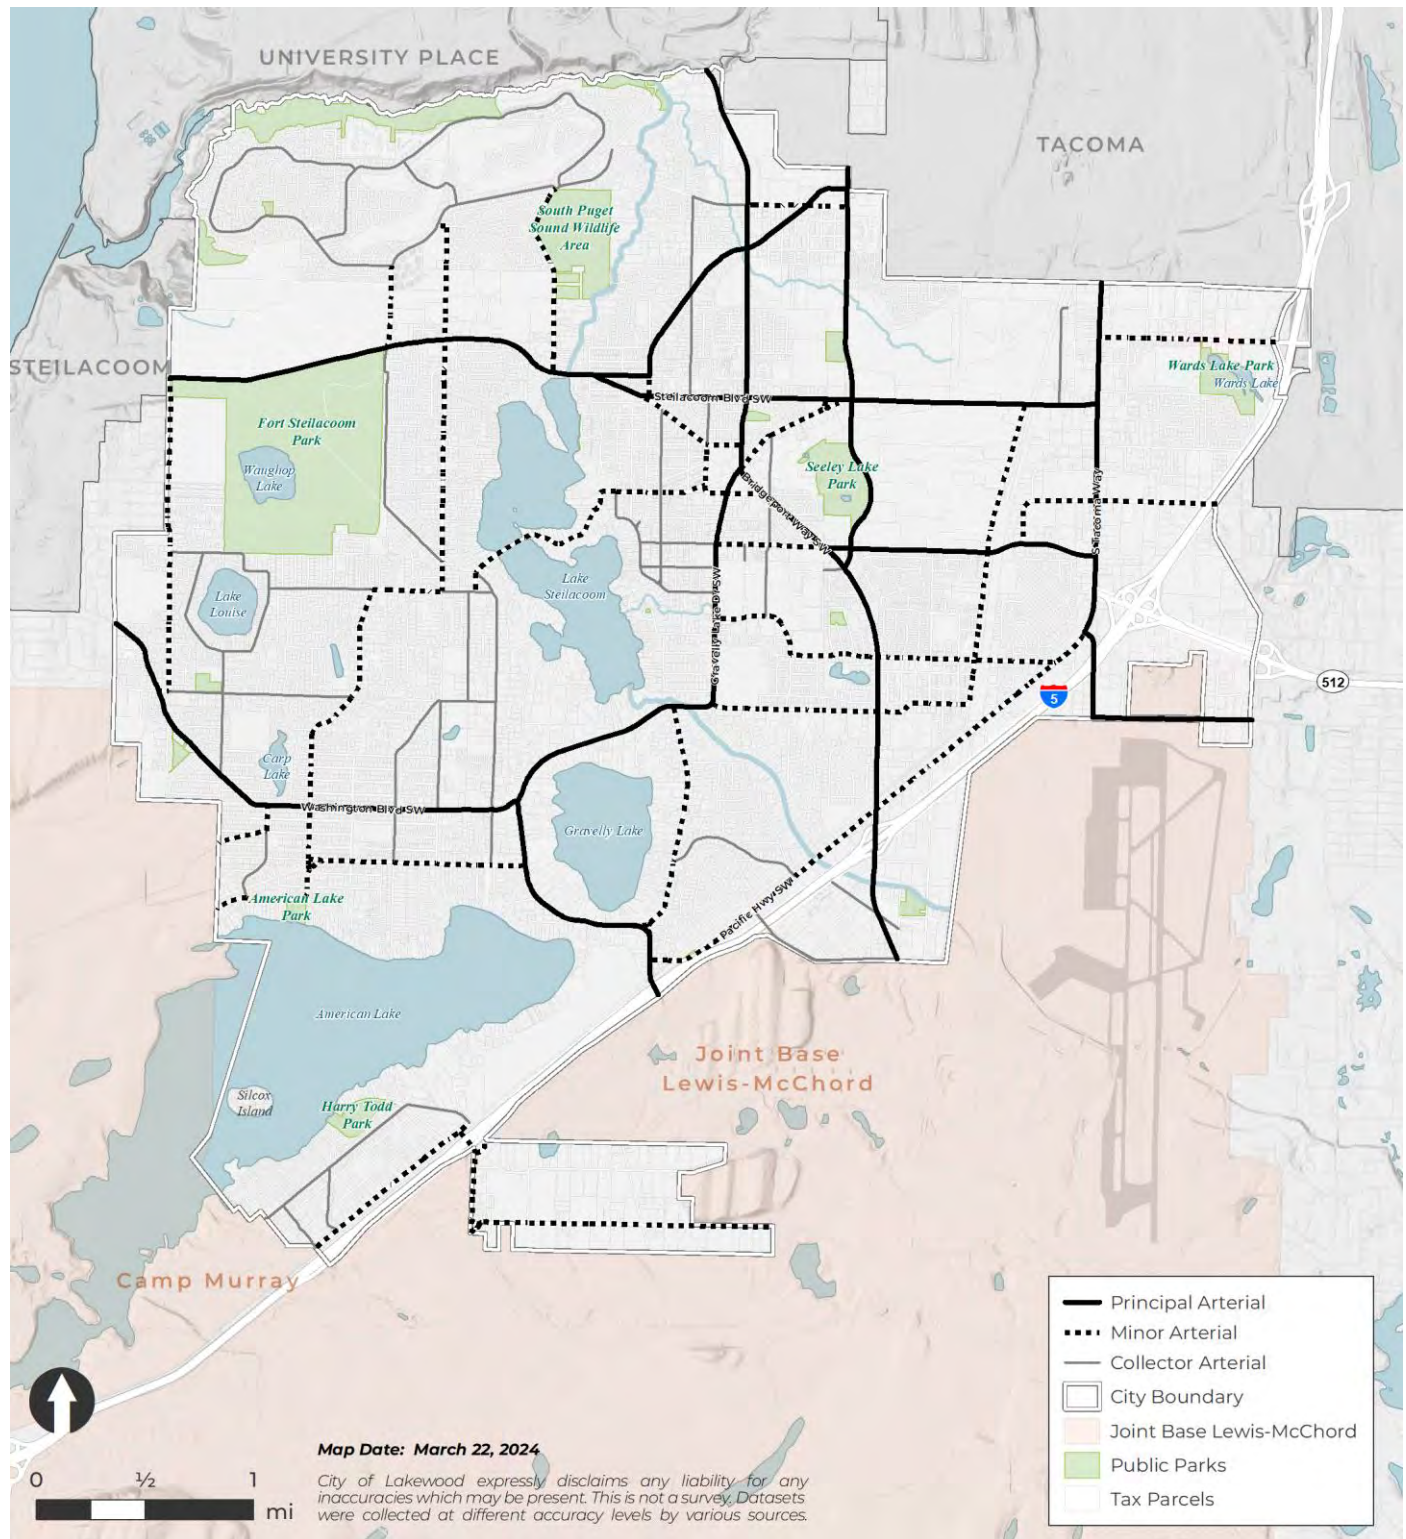 UNIVERSITY PLACE
TACOMA
South Puget
Sound Wildlife
Area
STEILACOOM
Wards Lake Park
Wards Lake
Steilacoom Blvd SW
Fort Steilacoom
Park
Waughop
Lake
Seeley Lake
Park
Bridgeport Way SW
S Tacoma Way
Lake
Steilacoom
Lake
Louise
Gravelly Lake Dr SW
512
5
Carp
Lake
Washington Blvd SW
Gravelly Lake
American Lake
Park
Pacific Hwy SW
American Lake
Joint Base
Lewis-McChord
Silcox
Island
Harry Todd
Park
Camp Murray
Principal Arterial
Minor Arterial
Collector Arterial
City Boundary
Joint Base Lewis-McChord
Public Parks
Tax Parcels
Map Date: March 22, 2024
0 ½ 1
mi
City of Lakewood expressly disclaims any liability for any
inaccuracies which may be present. This is not a survey. Datasets
were collected at different accuracy levels by various sources.